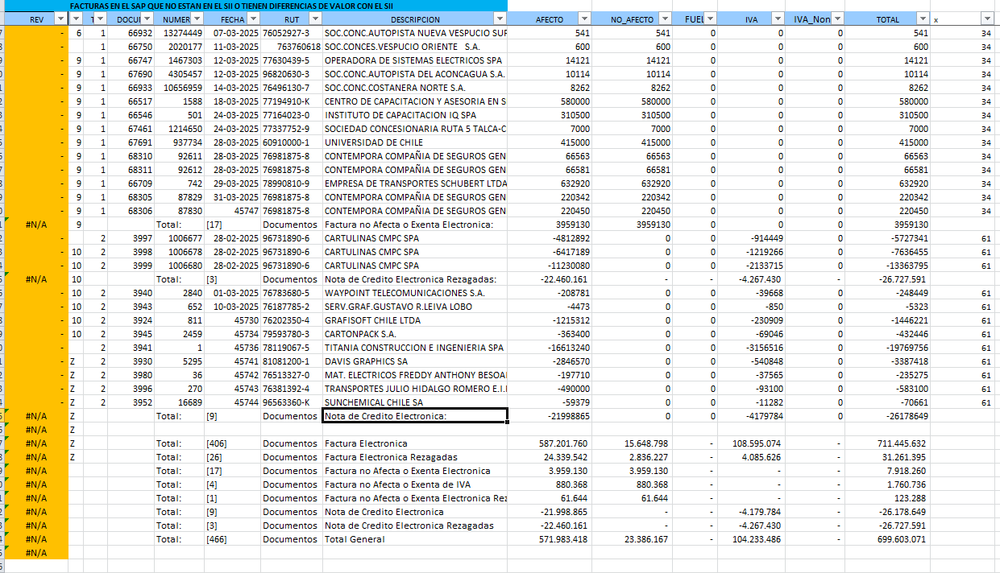 FACTURAS EN EL SAP QUE NO ESTAN EN EL SII O TIENEN DIFERENCIAS DE VALOR CON EL SII
REV T DOCUI NUMER FECHA RUT DESCRIPCION AFECTO NO_AFECTO FUEL IVA IVA_Non TOTAL x
- 6 1 66932 13274449 07-03-2025 76052927-3 SOC.CONC.AUTOPISTA NUEVA VESPUCIO SUR 541 541 0 0 0 541 34
- 1 66750 2020177 11-03-2025 763760618 SOC.CONCES.VESPUCIO ORIENTE S.A. 600 600 0 0 0 600 34
- 9 1 66747 1467303 12-03-2025 77630439-5 OPERADORA DE SISTEMAS ELECTRICOS SPA 14121 14121 0 0 0 14121 34
- 9 1 67690 4305457 12-03-2025 96820630-3 SOC.CONC.AUTOPISTA DEL ACONCAGUA S.A. 10114 10114 0 0 0 10114 34
- 9 1 66933 10656959 14-03-2025 76496130-7 SOC.CONC.COSTANERA NORTE S.A. 8262 8262 0 0 0 8262 34
- 9 1 66517 1588 18-03-2025 77194910-K CENTRO DE CAPACITACION Y ASESORIA EN S 580000 580000 0 0 0 580000 34
- 9 1 66546 501 24-03-2025 77164023-0 INSTITUTO DE CAPACITACION IQ SPA 310500 310500 0 0 0 310500 34
- 9 1 67461 1214650 24-03-2025 77337752-9 SOCIEDAD CONCESIONARIA RUTA 5 TALCA-C 7000 7000 0 0 0 7000 34
- 9 1 67691 937734 28-03-2025 60910000-1 UNIVERSIDAD DE CHILE 415000 415000 0 0 0 415000 34
- 9 1 68310 92611 28-03-2025 76981875-8 CONTEMPORA COMPAÑIA DE SEGUROS GEN 66563 66563 0 0 0 66563 34
- 9 1 68311 92612 28-03-2025 76981875-8 CONTEMPORA COMPAÑIA DE SEGUROS GEN 66581 66581 0 0 0 66581 34
- 9 1 66709 742 29-03-2025 78990810-9 EMPRESA DE TRANSPORTES SCHUBERT LTDA 632920 632920 0 0 0 632920 34
- 9 1 68305 87829 31-03-2025 76981875-8 CONTEMPORA COMPAÑIA DE SEGUROS GEN 220342 220342 0 0 0 220342 34
- 9 1 68306 87830 45747 76981875-8 CONTEMPORA COMPAÑIA DE SEGUROS GEN 220450 220450 0 0 0 220450 34
#N/A 9 Total: [17] Documentos Factura no Afecta o Exenta Electronica: 3959130 3959130 0 0 0 3959130
- 2 3997 1006677 28-02-2025 96731890-6 CARTULINAS CMPC SPA -4812892 0 0 -914449 0 -5727341 61
- 10 2 3998 1006678 28-02-2025 96731890-6 CARTULINAS CMPC SPA -6417189 0 0 -1219266 0 -7636455 61
- 10 2 3999 1006680 28-02-2025 96731890-6 CARTULINAS CMPC SPA -11230080 0 0 -2133715 0 -13363795 61
#N/A 10 Total: [3] Documentos Nota de Credito Electronica Rezagadas: -22.460.161 - - -4.267.430 - -26.727.591
- 10 2 3940 2840 01-03-2025 76783680-5 WAYPOINT TELECOMUNICACIONES S.A. -208781 0 0 -39668 0 -248449 61
- 10 2 3943 652 10-03-2025 76187785-2 SERV.GRAF.GUSTAVO R.LEIVA LOBO -4473 0 0 -850 0 -5323 61
- 10 2 3924 811 45730 76202350-4 GRAFISOFT CHILE LTDA -1215312 0 0 -230909 0 -1446221 61
- 10 2 3945 2459 45734 79593780-3 CARTONPACK S.A. -363400 0 0 -69046 0 -432446 61
- 2 3941 1 45736 78119067-5 TITANIA CONSTRUCCION E INGENIERIA SPA -16613240 0 0 -3156516 0 -19769756 61
- Z 2 3930 5295 45741 81081200-1 DAVIS GRAPHICS SA -2846570 0 0 -540848 0 -3387418 61
- Z 2 3980 36 45742 76513327-0 MAT. ELECTRICOS FREDDY ANTHONY BESOAI -197710 0 0 -37565 0 -235275 61
- Z 2 3996 270 45743 76381392-4 TRANSPORTES JULIO HIDALGO ROMERO E.I.I -490000 0 0 -93100 0 -583100 61
- Z 2 3952 16689 45744 96563360-K SUNCHEMICAL CHILE SA -59379 0 0 -11282 0 -70661 61
#N/A Z Total: [9] Documentos Nota de Credito Electronica: -21998865 0 0 -4179784 0 -26178649
#N/A Z
#N/A Z Total: [406] Documentos Factura Electronica 587.201.760 15.648.798 - 108.595.074 - 711.445.632
#N/A Z Total: [26] Documentos Factura Electronica Rezagadas 24.339.542 2.836.227 - 4.085.626 - 31.261.395
#N/A Total: [17] Documentos Factura no Afecta o Exenta Electronica 3.959.130 3.959.130 - - - 7.918.260
#N/A Total: [4] Documentos Factura no Afecta o Exenta de IVA 880.368 880.368 - - - 1.760.736
#N/A Total: [1] Documentos Factura no Afecta o Exenta Electronica Rez 61.644 61.644 - - - 123.288
#N/A Total: [9] Documentos Nota de Credito Electronica -21.998.865 - - -4.179.784 - -26.178.649
#N/A Total: [3] Documentos Nota de Credito Electronica Rezagadas -22.460.161 - - -4.267.430 - -26.727.591
#N/A Total: [466] Documentos Total General 571.983.418 23.386.167 - 104.233.486 - 699.603.071
#N/A